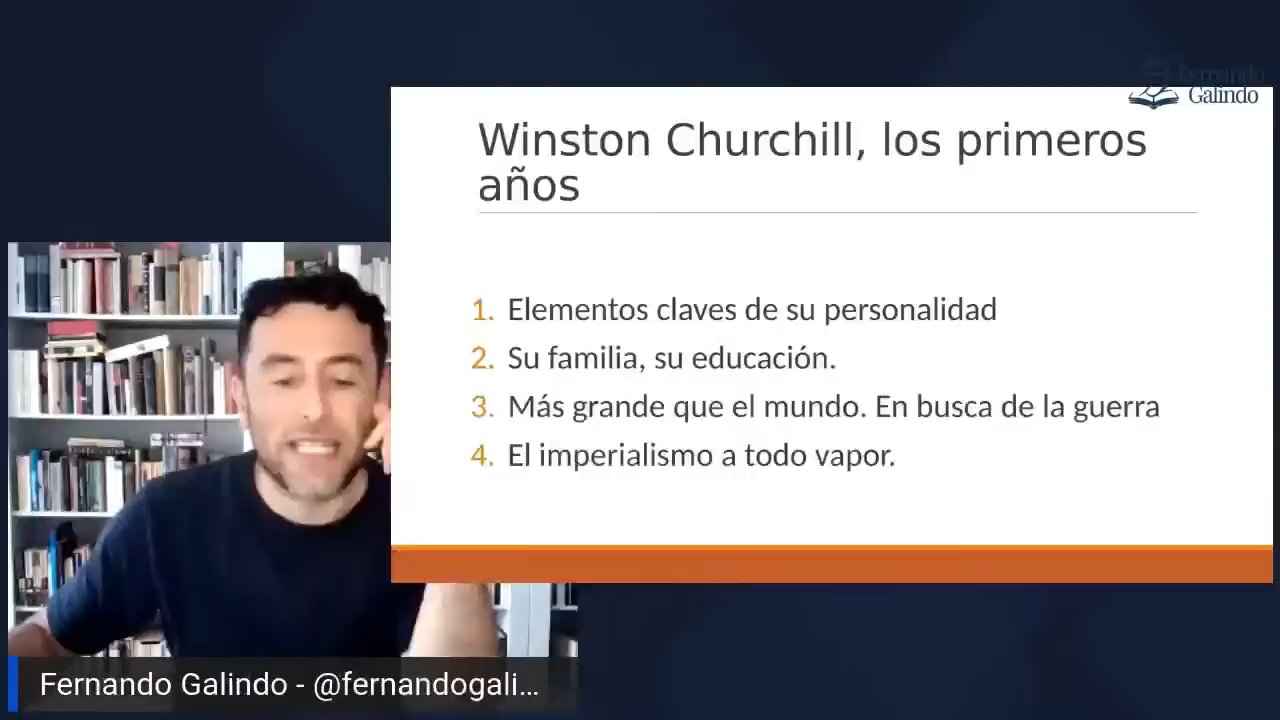 Fernando
Galindo
Winston Churchill, los primeros
años
1. Elementos claves de su personalidad
2. Su familia, su educación.
3. Más grande que el mundo. En busca de la guerra
4. El imperialismo a todo vapor.
Fernando Galindo - @fernandogali...